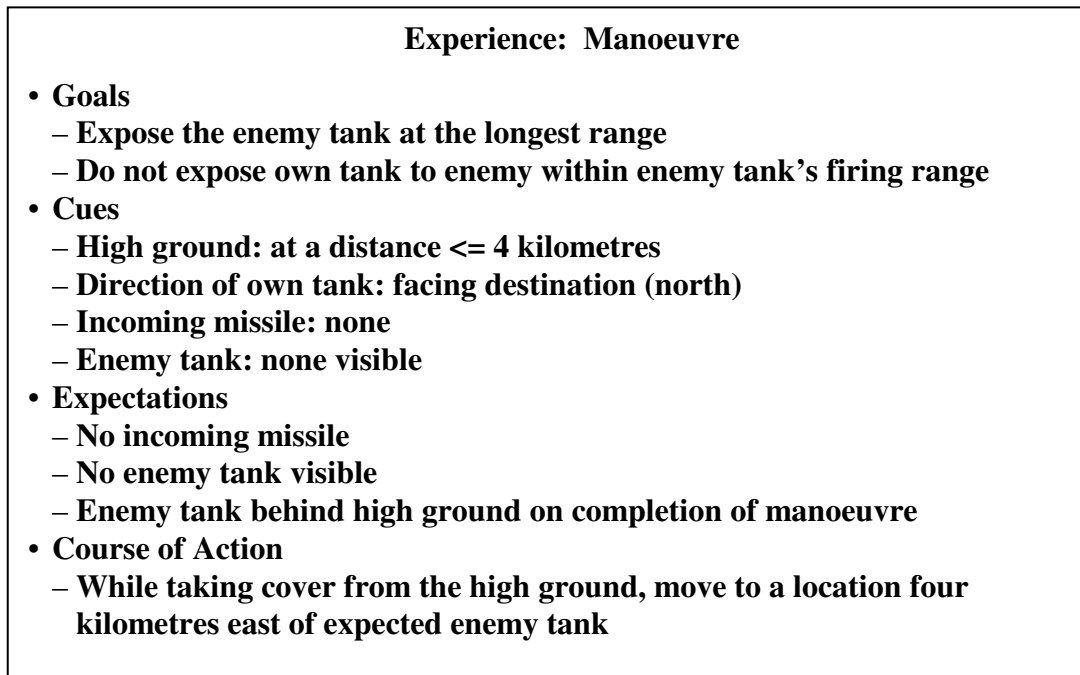 Experience: Manoeuvre
• Goals
– Expose the enemy tank at the longest range
– Do not expose own tank to enemy within enemy tank’s firing range
• Cues
– High ground: at a distance <= 4 kilometres
– Direction of own tank: facing destination (north)
– Incoming missile: none
– Enemy tank: none visible
• Expectations
– No incoming missile
– No enemy tank visible
– Enemy tank behind high ground on completion of manoeuvre
• Course of Action
– While taking cover from the high ground, move to a location four
kilometres east of expected enemy tank